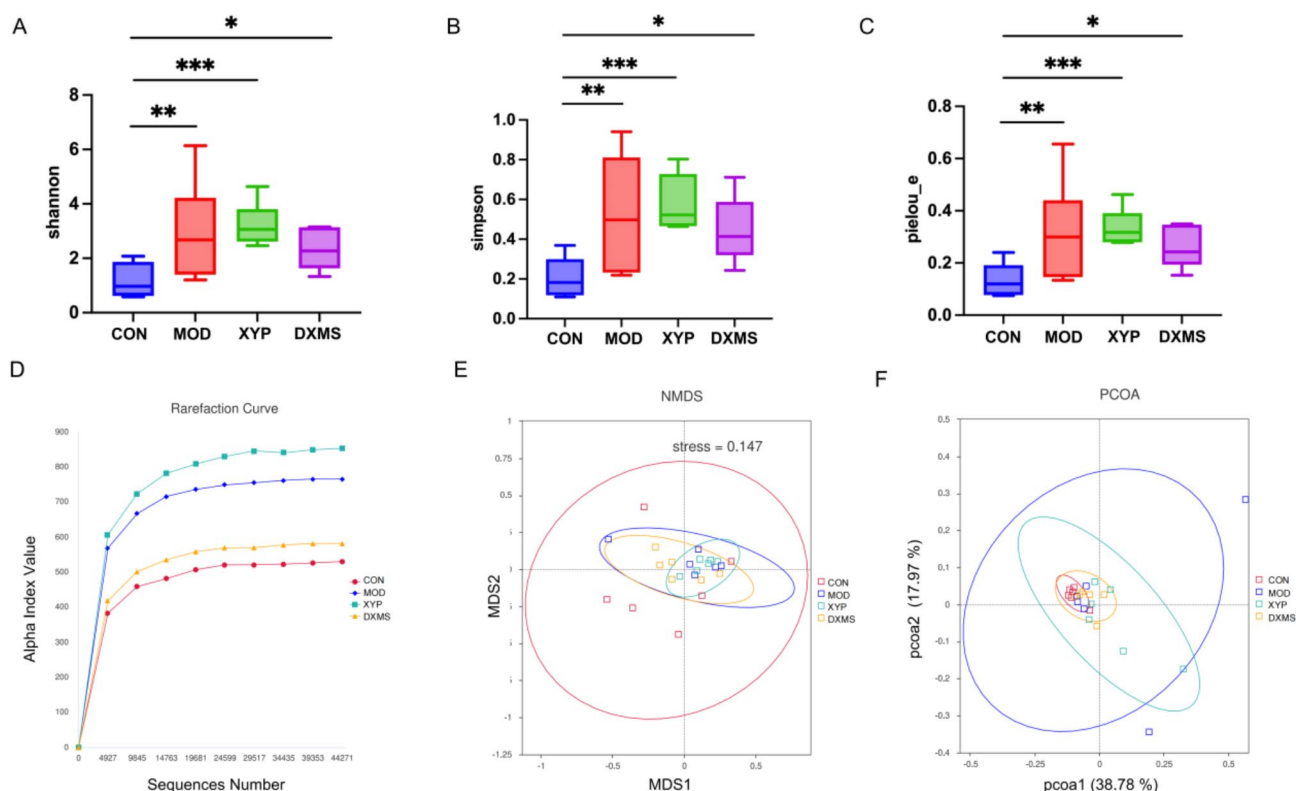 A
*
***
**
shannon
8
6
4
2
0
CON MOD XYP DXMS
B
*
***
**
simpson
1.0
0.8
0.6
0.4
0.2
0.0
CON MOD XYP DXMS
C
*
***
**
pielou_e
0.8
0.6
0.4
0.2
0.0
CON MOD XYP DXMS
D
Rarefaction Curve
Alpha Index Value
900
800
700
600
500
400
300
200
100
0
0 4927 9845 14763 19681 24599 29517 34435 39353 44271
Sequences Number
CON
MOD
XYP
DXMS
E
NMDS
stress = 0.147
MDS2
1
0.75
0
-1
-1.25
-1 -0.5 0 0.5
MDS1
CON
MOD
XYP
DXMS
F
PCOA
pcoa2 (17.97 %)
0.5
0.4
0.3
0.2
0.1
0
-0.1
-0.2
-0.3
-0.4
-0.5 -0.25 0 0.25 0.5
pcoa1 (38.78 %)
CON
MOD
XYP
DXMS